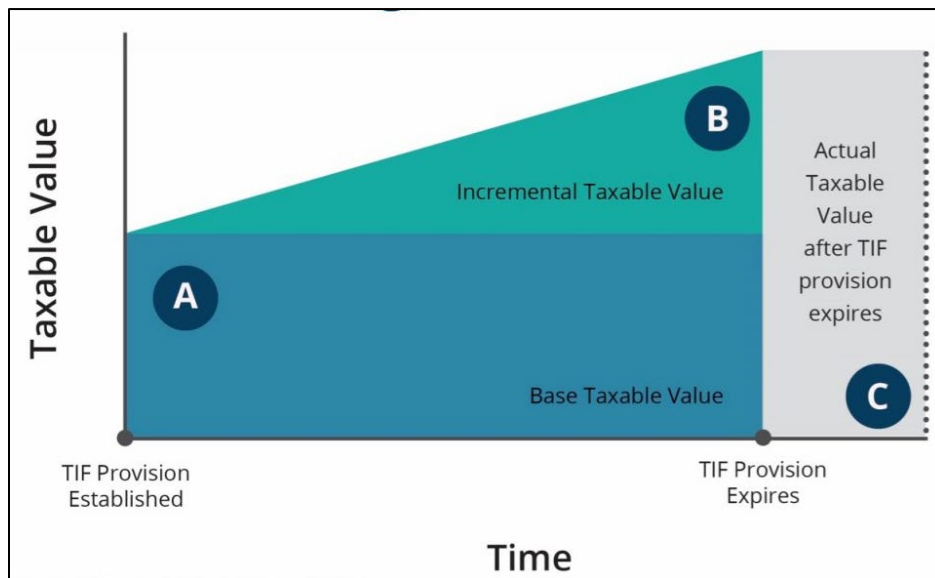 Taxable Value
A
B
Incremental Taxable Value
Base Taxable Value
Actual
Taxable
Value
after TIF
provision
expires
C
TIF Provision
Established
TIF Provision
Expires
Time